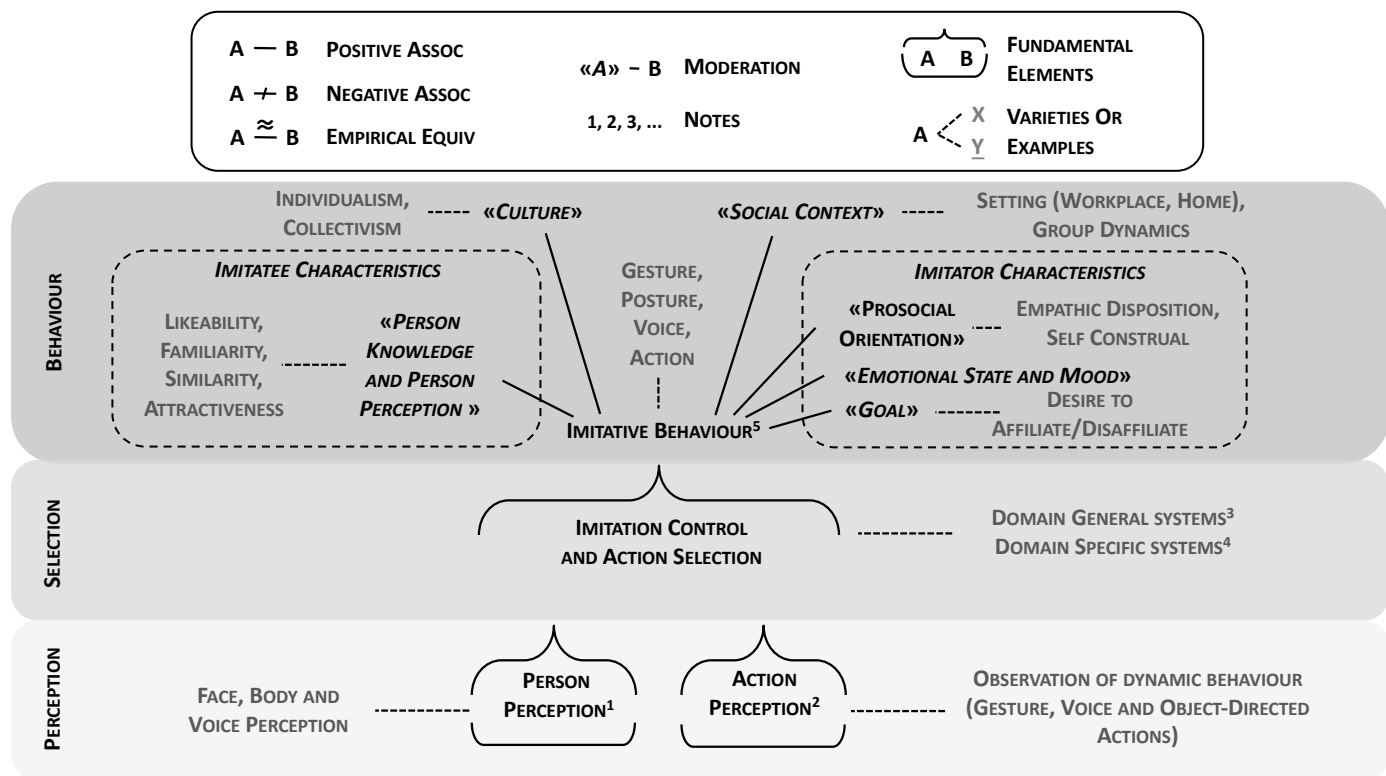 A — B POSITIVE ASSOC
A -/- B NEGATIVE ASSOC
≈
A — B EMPIRICAL EQUIV
«A» – B MODERATION
1, 2, 3, ... NOTES
A B
FUNDAMENTAL
ELEMENTS
A
X
Y
VARIETIES OR
EXAMPLES
BEHAVIOUR
INDIVIDUALISM,
COLLECTIVISM
«CULTURE»
«SOCIAL CONTEXT»
SETTING (WORKPLACE, HOME),
GROUP DYNAMICS
IMITATEE CHARACTERISTICS
LIKEABILITY,
FAMILIARITY,
SIMILARITY,
ATTRACTIVENESS
«PERSON
KNOWLEDGE
AND PERSON
PERCEPTION »
GESTURE,
POSTURE,
VOICE,
ACTION
IMITATOR CHARACTERISTICS
«PROSOCIAL
ORIENTATION»
EMPATHIC DISPOSITION,
SELF CONSTRUAL
«EMOTIONAL STATE AND MOOD»
«GOAL»
DESIRE TO
AFFILIATE/DISAFFILIATE
IMITATIVE BEHAVIOUR⁵
SELECTION
IMITATION CONTROL
AND ACTION SELECTION
DOMAIN GENERAL SYSTEMS³
DOMAIN SPECIFIC SYSTEMS⁴
PERCEPTION
FACE, BODY AND
VOICE PERCEPTION
PERSON
PERCEPTION¹
ACTION
PERCEPTION²
OBSERVATION OF DYNAMIC BEHAVIOUR
(GESTURE, VOICE AND OBJECT-DIRECTED
ACTIONS)